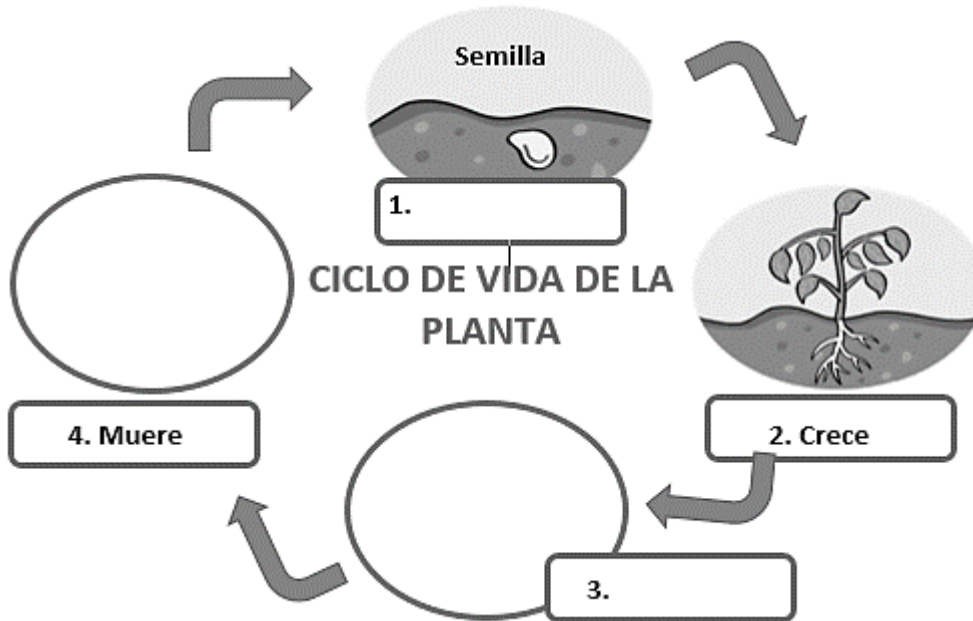 Semilla
1.
CICLO DE VIDA DE LA
PLANTA
2. Crece
3.
4. Muere